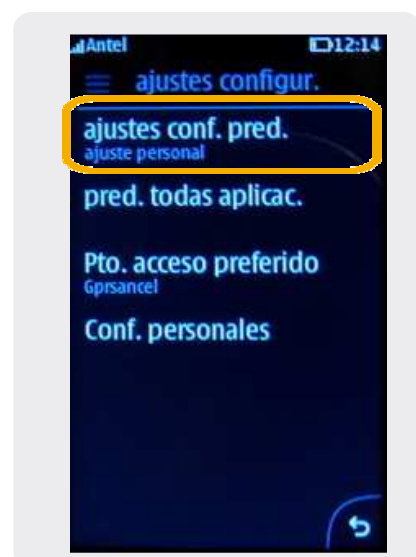 Antel 12:14
ajustes configur.
ajustes conf. pred.
ajuste personal
pred. todas aplicac.
Pto. acceso preferido
Gprsancel
Conf. personales